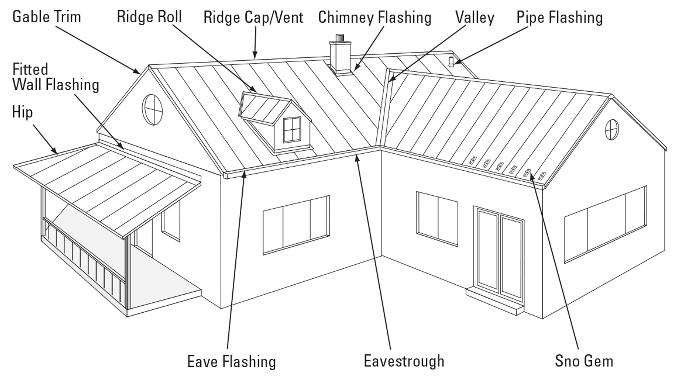 Gable Trim
Ridge Roll
Ridge Cap/Vent
Chimney Flashing
Valley
Pipe Flashing
Fitted
Wall Flashing
Hip
Eave Flashing
Eavestrough
Sno Gem